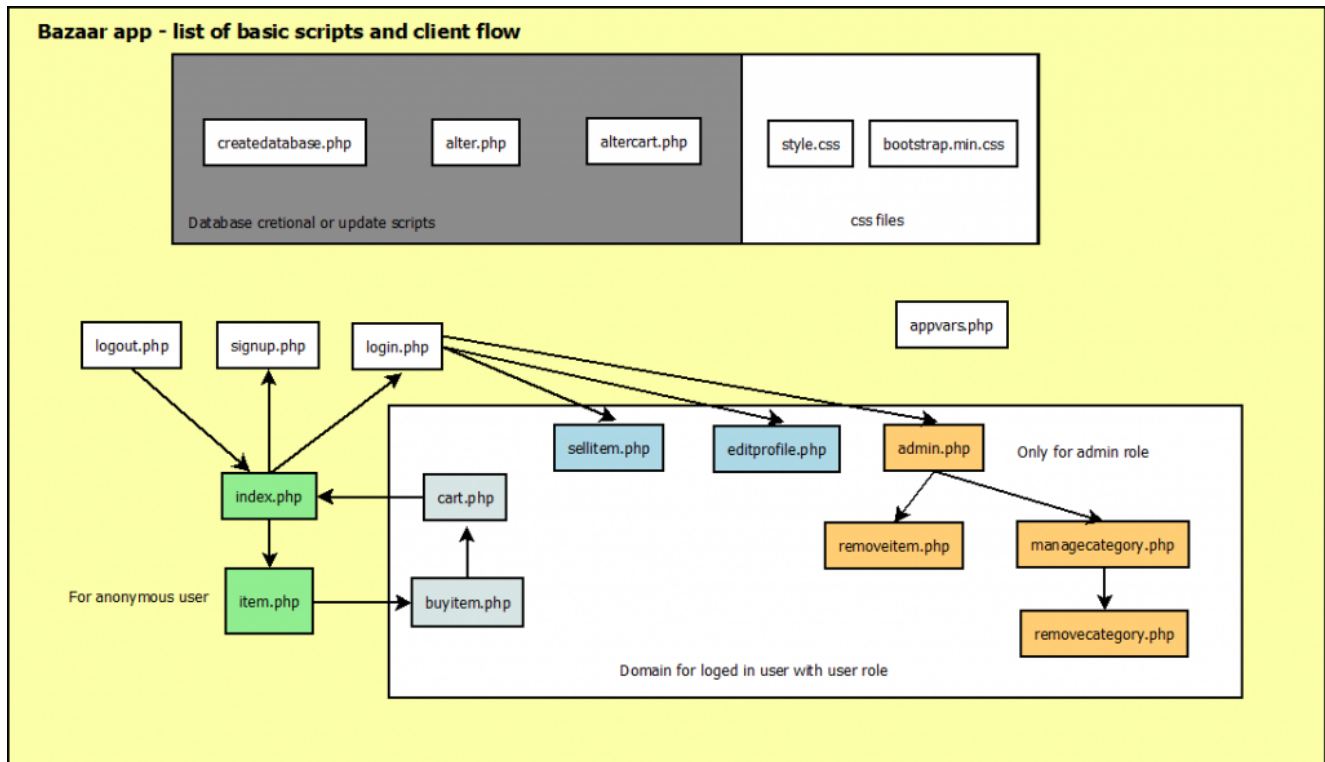 Bazaar app - list of basic scripts and client flow
createdatabase.php
alter.php
altercart.php
style.css
bootstrap.min.css
Database cretional or update scripts
css files
appvars.php
logout.php
signup.php
login.php
sellitem.php
editprofile.php
admin.php
Only for admin role
index.php
cart.php
removeitem.php
managecategory.php
For anonymous user
item.php
buyitem.php
removecategory.php
Domain for loged in user with user role